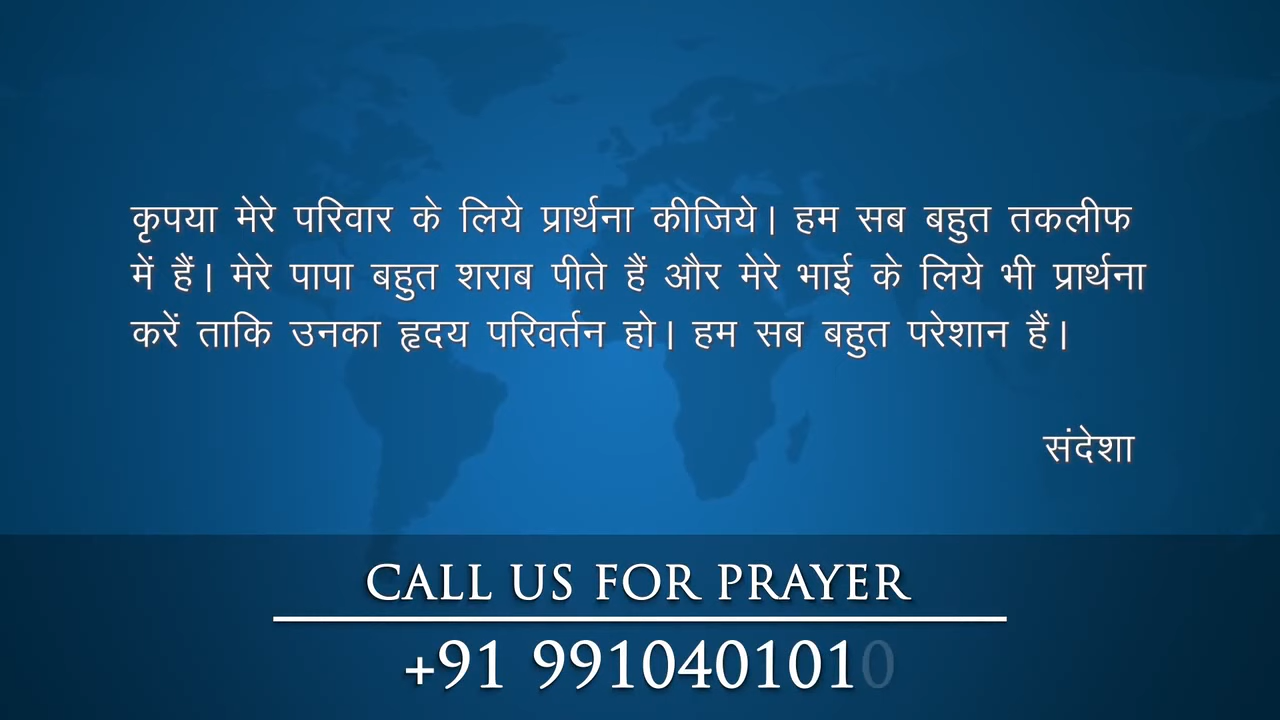 कृपया मेरे परिवार के लिये प्रार्थना कीजिये। हम सब बहुत तकलीफ
में हैं। मेरे पापा बहुत शराब पीते हैं और मेरे भाई के लिये भी प्रार्थना
करें ताकि उनका हृदय परिवर्तन हो। हम सब बहुत परेशान हैं।
संदेशा
CALL US FOR PRAYER
+91 9910401010